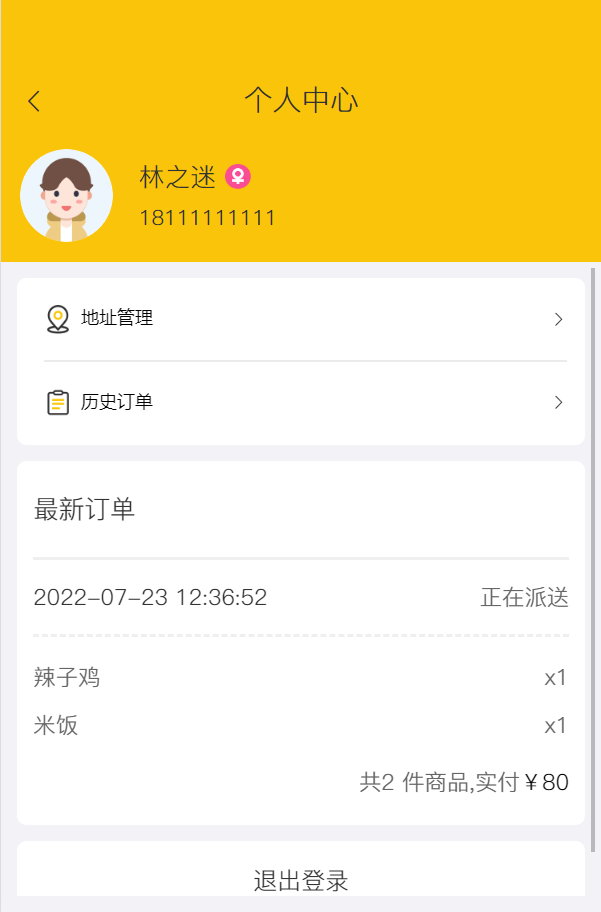 个人中心
林之迷
18111111111
地址管理
历史订单
最新订单
2022-07-23 12:36:52 正在派送
辣子鸡 x1
米饭 x1
共2 件商品,实付￥80
退出登录